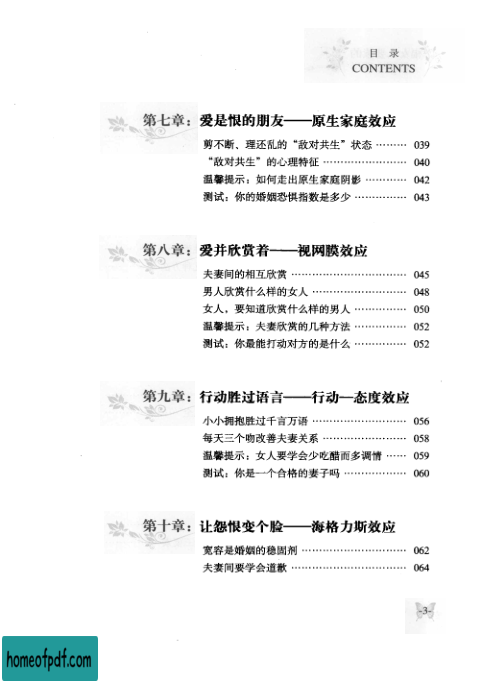 目 录
CONTENTS
第七章：爱是恨的朋友——原生家庭效应
剪不断、理还乱的“敌对共生”状态 ……… 039
“敌对共生”的心理特征 …………………… 040
温馨提示：如何走出原生家庭阴影 ………… 042
测试：你的婚姻恐惧指数是多少 …………… 043
第八章：爱并欣赏着——视网膜效应
夫妻间的相互欣赏 …………………………… 045
男人欣赏什么样的女人 ……………………… 048
女人，要知道欣赏什么样的男人 …………… 050
温馨提示：夫妻欣赏的几种方法 …………… 052
测试：你最能打动对方的是什么 …………… 052
第九章：行动胜过语言——行动—态度效应
小小拥抱胜过千言万语 ……………………… 056
每天三个吻改善夫妻关系 …………………… 058
温馨提示：女人要学会少吃醋而多调情 …… 059
测试：你是一个合格的妻子吗 ……………… 060
第十章：让怨恨变个脸——海格力斯效应
宽容是婚姻的稳固剂 ………………………… 062
夫妻间要学会道歉 …………………………… 064
-3-
homeofpdf.com